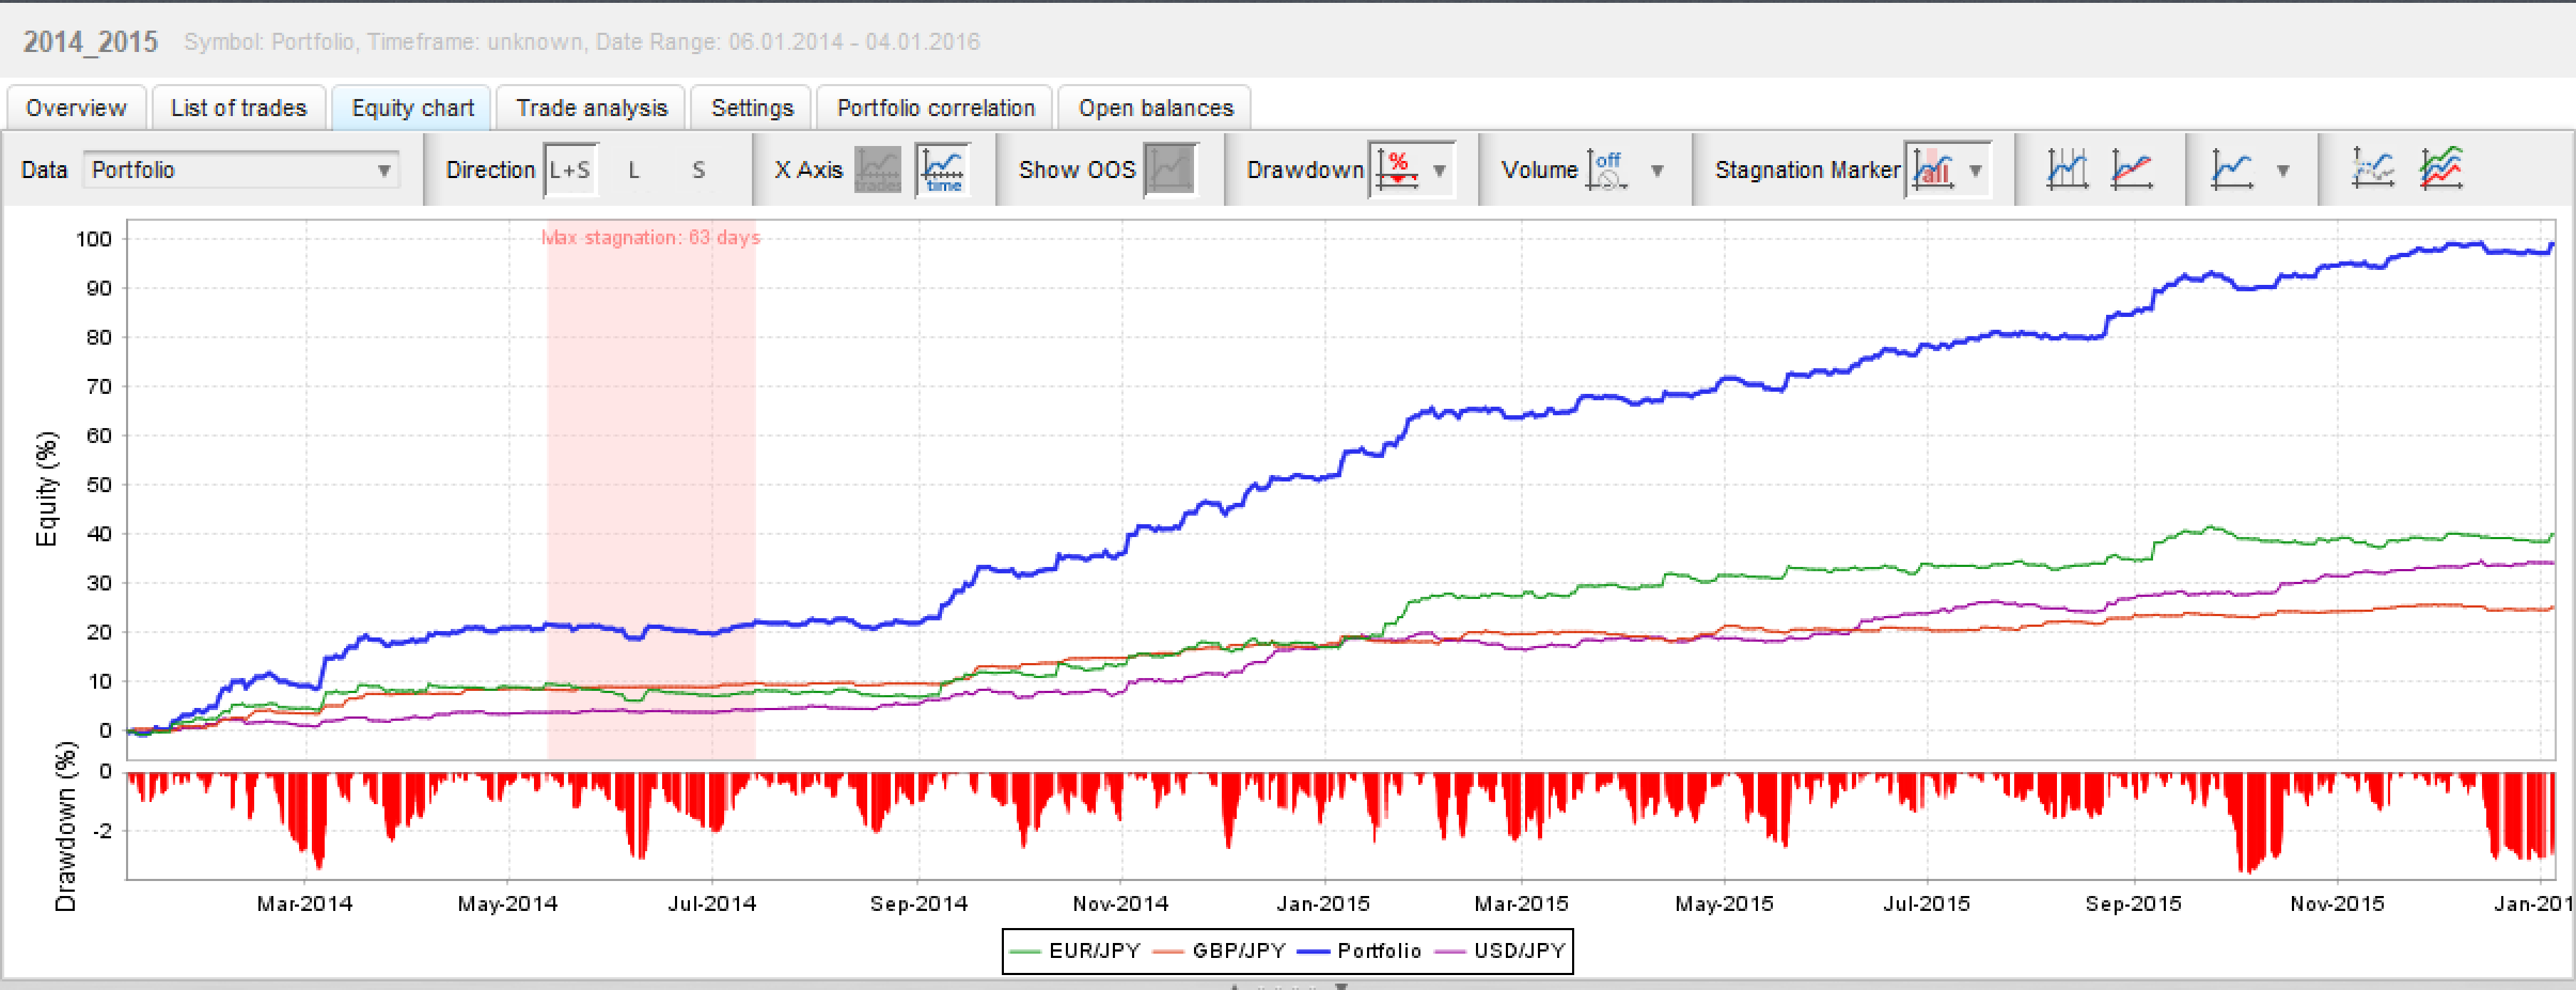 2014_2015 Symbol: Portfolio, Timeframe: unknown, Date Range: 06.01.2014 - 04.01.2016
Overview List of trades Equity chart Trade analysis Settings Portfolio correlation Open balances
Data Portfolio Direction L+S L S X Axis trades time Show OOS Drawdown % Volume off Stagnation Marker all
Max stagnation: 63 days
Equity (%)
100
90
80
70
60
50
40
30
20
10
0
Drawdown (%)
0
-2
Mar-2014 May-2014 Jul-2014 Sep-2014 Nov-2014 Jan-2015 Mar-2015 May-2015 Jul-2015 Sep-2015 Nov-2015 Jan-201
EUR/JPY GBP/JPY Portfolio USD/JPY